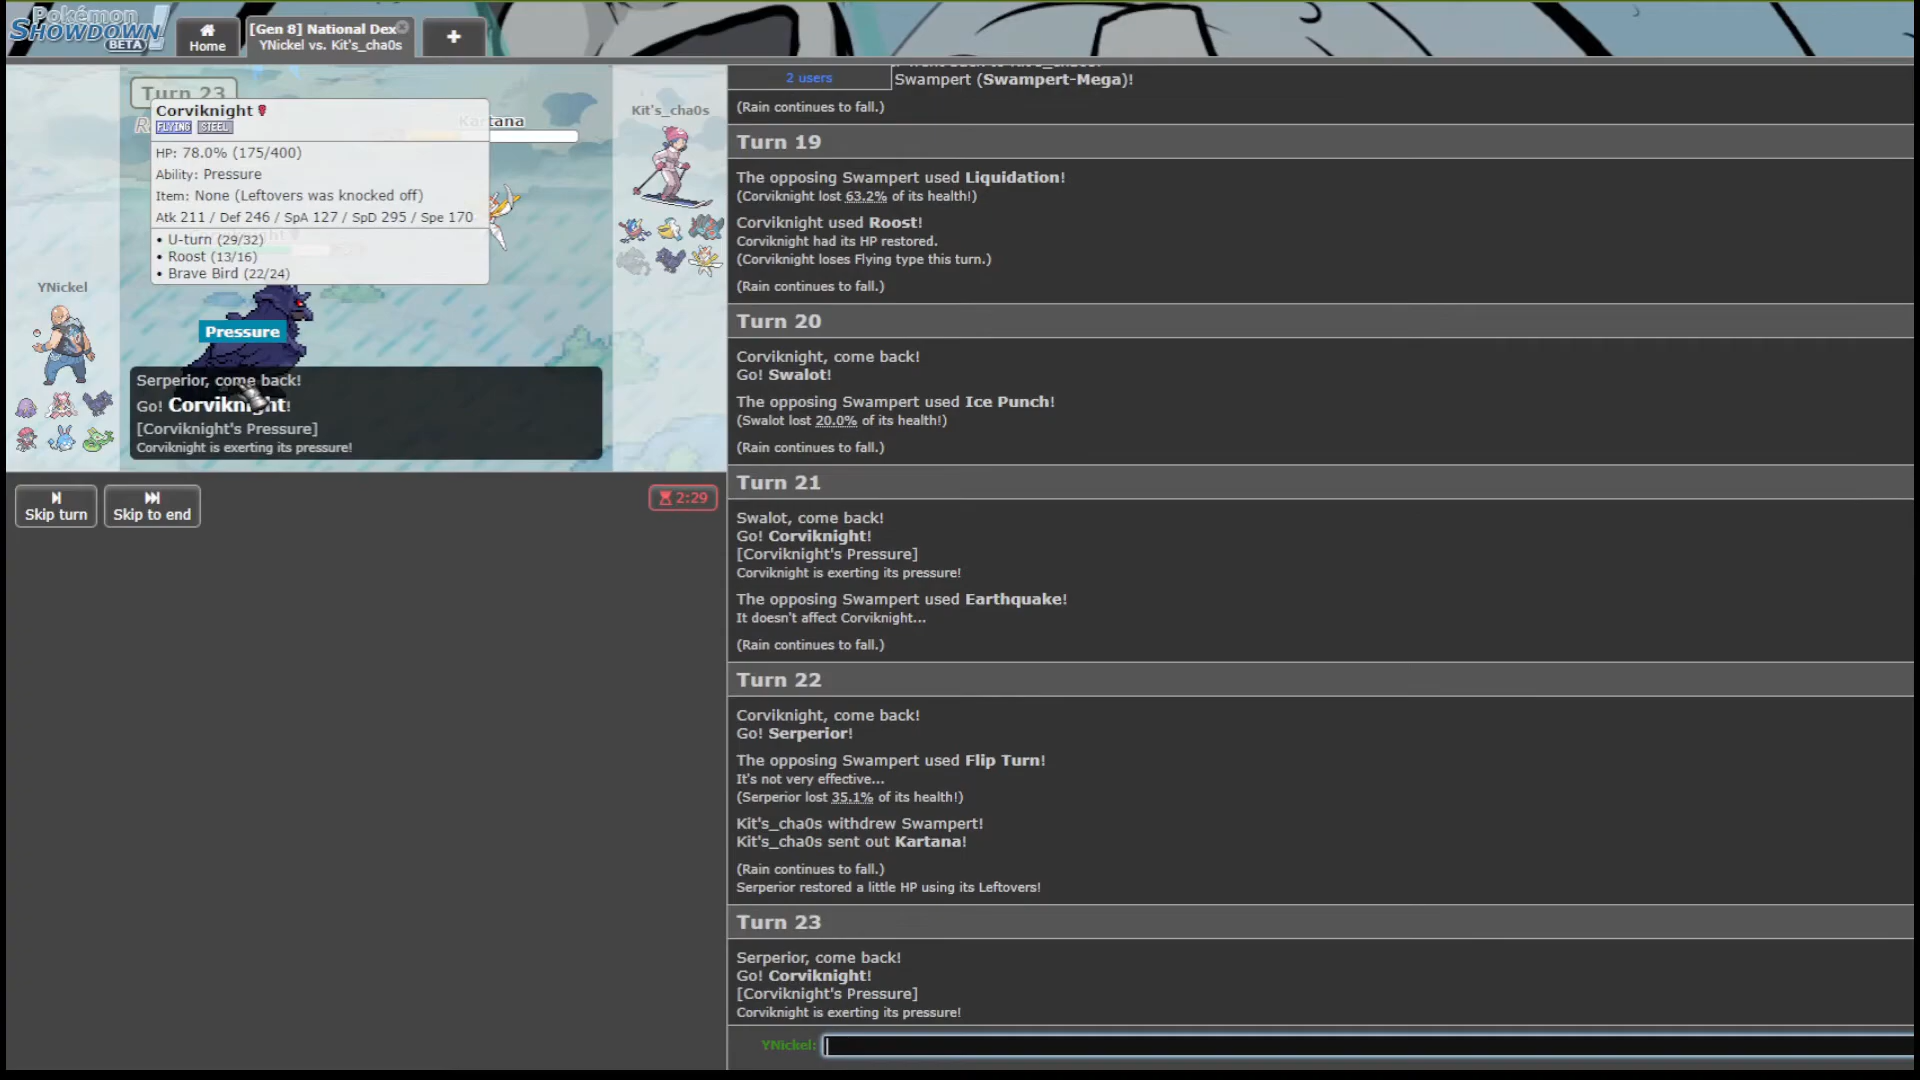 Pokémon
SHOWDOWN!
BETA
Home
[Gen 8] National Dex
YNickel vs. Kit's_cha0s
+
Turn 23
Corviknight
FLYING STEEL
HP: 78.0% (175/400)
Ability: Pressure
Item: None (Leftovers was knocked off)
Atk 211 / Def 246 / SpA 127 / SpD 295 / Spe 170
• U-turn (29/32)
• Roost (13/16)
• Brave Bird (22/24)
Kit's_cha0s
YNickel
Pressure
Serperior, come back!
Go! Corviknight!
[Corviknight's Pressure]
Corviknight is exerting its pressure!
Skip turn
Skip to end
2:29
2 users
Swampert (Swampert-Mega)!
(Rain continues to fall.)
Turn 19
The opposing Swampert used Liquidation!
(Corviknight lost 63.2% of its health!)
Corviknight used Roost!
Corviknight had its HP restored.
(Corviknight loses Flying type this turn.)
(Rain continues to fall.)
Turn 20
Corviknight, come back!
Go! Swalot!
The opposing Swampert used Ice Punch!
(Swalot lost 20.0% of its health!)
(Rain continues to fall.)
Turn 21
Swalot, come back!
Go! Corviknight!
[Corviknight's Pressure]
Corviknight is exerting its pressure!
The opposing Swampert used Earthquake!
It doesn't affect Corviknight...
(Rain continues to fall.)
Turn 22
Corviknight, come back!
Go! Serperior!
The opposing Swampert used Flip Turn!
It's not very effective...
(Serperior lost 35.1% of its health!)
Kit's_cha0s withdrew Swampert!
Kit's_cha0s sent out Kartana!
(Rain continues to fall.)
Serperior restored a little HP using its Leftovers!
Turn 23
Serperior, come back!
Go! Corviknight!
[Corviknight's Pressure]
Corviknight is exerting its pressure!
YNickel: